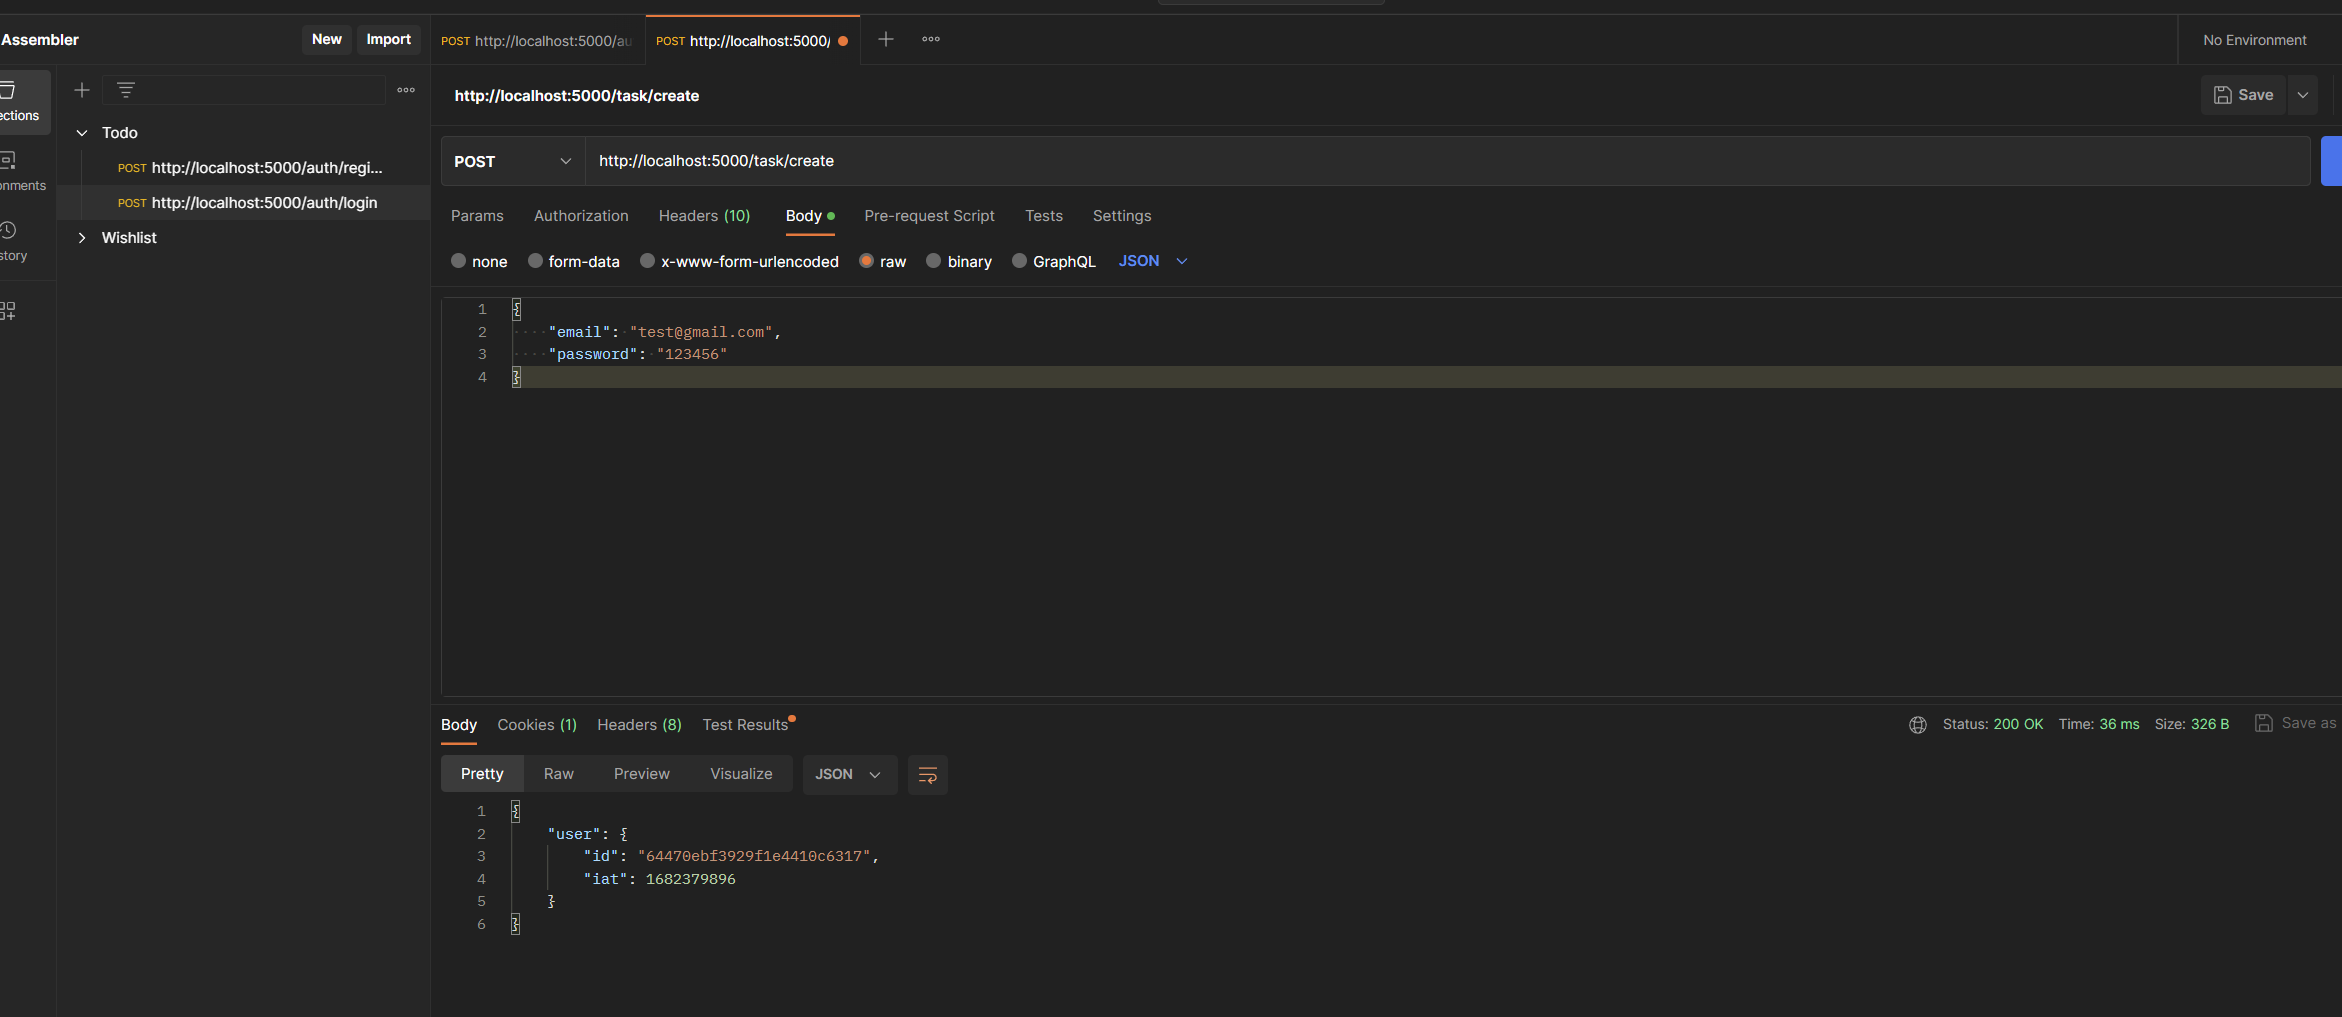 Assembler
New
Import
POST http://localhost:5000/au
POST http://localhost:5000/
No Environment
ections
onments
story
Todo
POST http://localhost:5000/auth/regi...
POST http://localhost:5000/auth/login
Wishlist
http://localhost:5000/task/create
Save
POST
http://localhost:5000/task/create
Params Authorization Headers (10) Body Pre-request Script Tests Settings
none form-data x-www-form-urlencoded raw binary GraphQL JSON
1 {
2 "email": "test@gmail.com",
3 "password": "123456"
4 }
Body Cookies (1) Headers (8) Test Results
Status: 200 OK Time: 36 ms Size: 326 B Save as
Pretty Raw Preview Visualize JSON
1 {
2 "user": {
3 "id": "64470ebf3929f1e4410c6317",
4 "iat": 1682379896
5 }
6 }